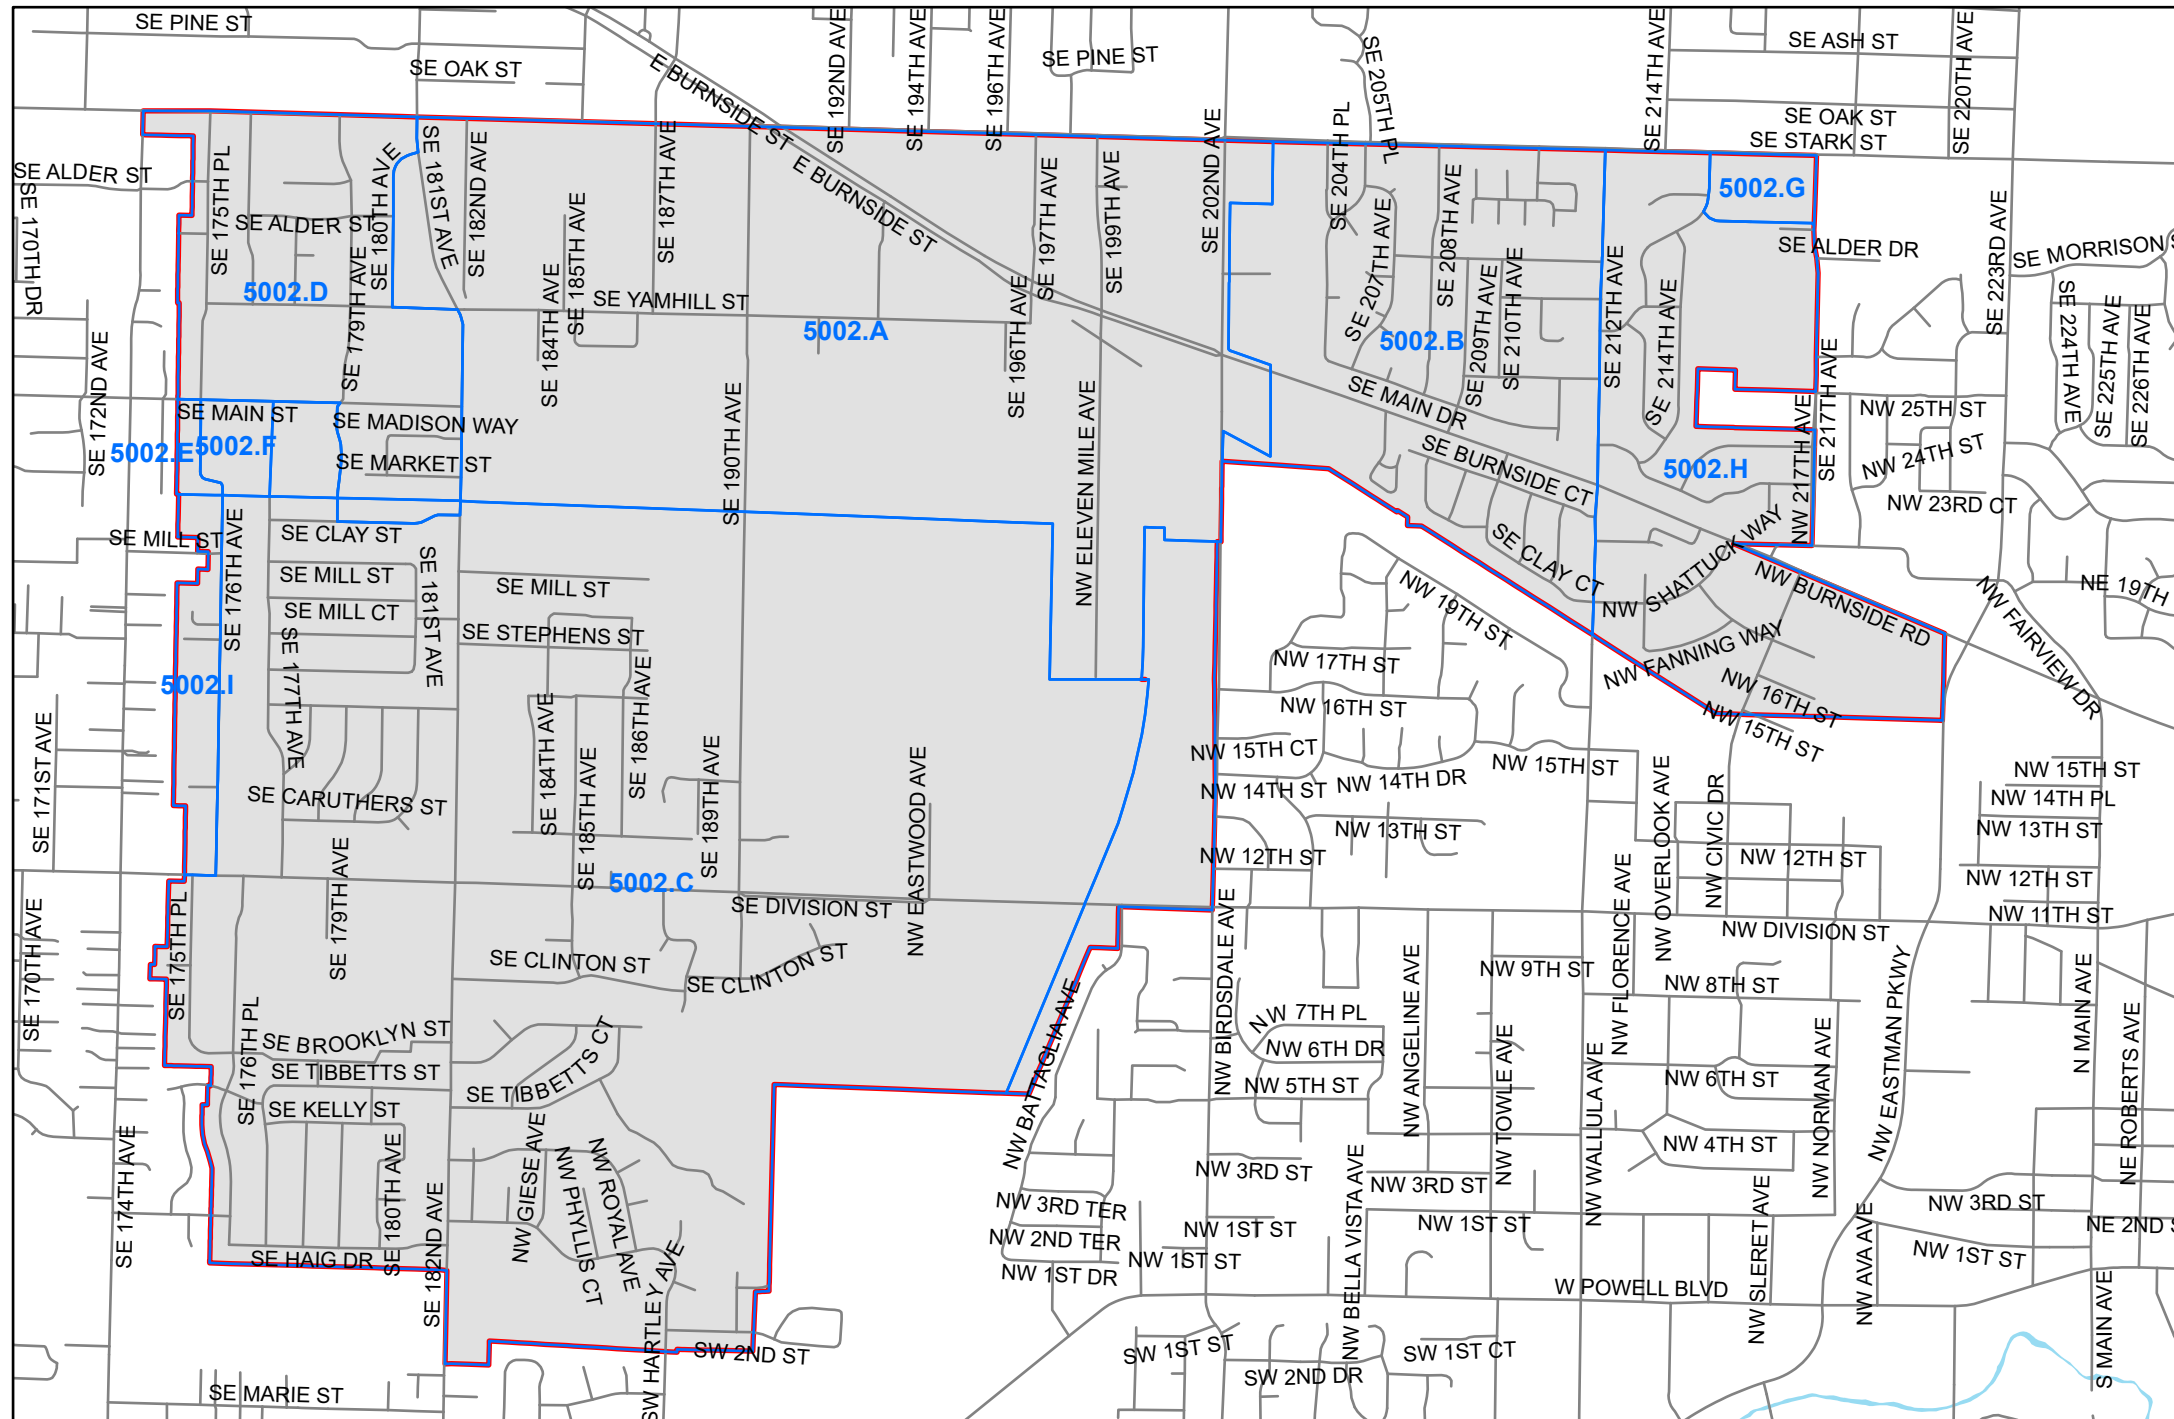 SE PINE ST
SE OAK ST
E BURNSIDE ST
SE 192ND AVE
SE 194TH AVE
SE 196TH AVE
SE PINE ST
SE 205TH PL
SE 214TH AVE
SE ASH ST
SE 220TH AVE
SE OAK ST
SE STARK ST
SE ALDER ST
SE 170TH DR
SE 175TH PL
SE ALDER ST
SE 180TH AVE
SE 181ST AVE
SE 182ND AVE
SE 187TH AVE
E BURNSIDE ST
SE 197TH AVE
SE 199TH AVE
SE 202ND AVE
SE 204TH PL
SE 207TH AVE
SE 208TH AVE
5002.G
SE ALDER DR
SE 223RD AVE
SE MORRISON S
5002.D
SE 179TH AVE
SE 184TH AVE
SE 185TH AVE
SE YAMHILL ST
5002.A
SE 196TH AVE
5002.B
SE 209TH AVE
SE 210TH AVE
SE 212TH AVE
SE 214TH AVE
SE 217TH AVE
SE 224TH AVE
SE 225TH AVE
SE 226TH AVE
SE 172ND AVE
SE MAIN ST
SE MADISON WAY
SE MARKET ST
5002.E
5002.F
SE 190TH AVE
NW ELEVEN MILE AVE
SE MAIN DR
SE BURNSIDE CT
5002.H
NW 217TH AVE
NW 25TH ST
NW 24TH ST
NW 23RD CT
SE MILL ST
SE 176TH AVE
SE CLAY ST
SE MILL ST
SE MILL CT
SE 181ST AVE
SE MILL ST
SE STEPHENS ST
SE CLAY CT
NW 19TH ST
NW SHATTUCK WAY
NW BURNSIDE RD
NW FAIRVIEW DR
NE 19TH
5002.I
SE 177TH AVE
SE 186TH AVE
NW 17TH ST
NW 16TH ST
NW FANNING WAY
NW 16TH ST
NW 15TH ST
SE 171ST AVE
SE CARUTHERS ST
SE 184TH AVE
SE 185TH AVE
SE 189TH AVE
NW EASTWOOD AVE
NW 15TH CT
NW 14TH ST
NW 14TH DR
NW 15TH ST
NW 13TH ST
NW 12TH ST
NW OVERLOOK AVE
NW CIVIC DR
NW 12TH ST
NW 15TH ST
NW 14TH PL
NW 13TH ST
NW 12TH ST
NW 11TH ST
SE 170TH AVE
SE 175TH PL
SE 179TH AVE
5002.C
SE DIVISION ST
NW BIRDSDALE AVE
NW FLORENCE AVE
NW DIVISION ST
SE CLINTON ST
SE CLINTON ST
NW ANGELINE AVE
NW 9TH ST
NW 8TH ST
NW EASTMAN PKWY
N MAIN AVE
SE 176TH PL
SE BROOKLYN ST
SE TIBBETTS ST
SE TIBBETTS CT
SE KELLY ST
NW BATTAGLIA AVE
NW 7TH PL
NW 6TH DR
NW 5TH ST
NW TOWLE AVE
NW WALLULA AVE
NW 6TH ST
NW NORMAN AVE
NE ROBERTS AVE
SE 174TH AVE
SE 180TH AVE
SE 182ND AVE
NW GIESE AVE
NW PHYLLIS CT
NW ROYAL AVE
NW 4TH ST
NW 3RD ST
NW 3RD ST
NW 3RD ST
NE 2ND S
NW 3RD TER
NW 2ND TER
NW 1ST DR
NW 1ST ST
NW 1ST ST
NW BELLA VISTA AVE
NW 1ST ST
NW SLERET AVE
NW AVA AVE
NW 1ST ST
SE HAIG DR
SW HARTLEY AVE
W POWELL BLVD
S MAIN AVE
SW 2ND ST
SW 1ST ST
SW 1ST CT
SW 2ND DR
SE MARIE ST